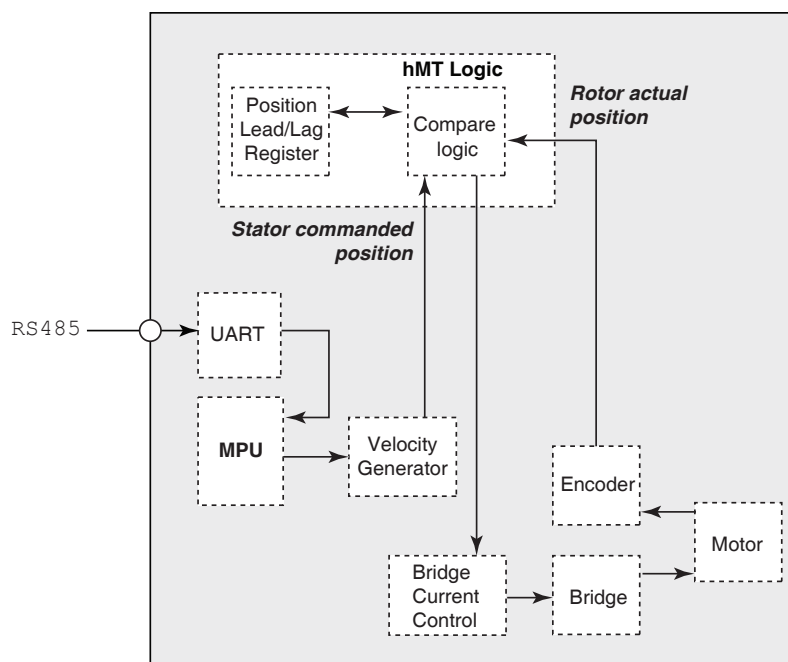 hMT Logic
Position
Lead/Lag
Register
Compare
logic
Rotor actual
position
Stator commanded
position
RS485
UART
MPU
Velocity
Generator
Encoder
Motor
Bridge
Current
Control
Bridge